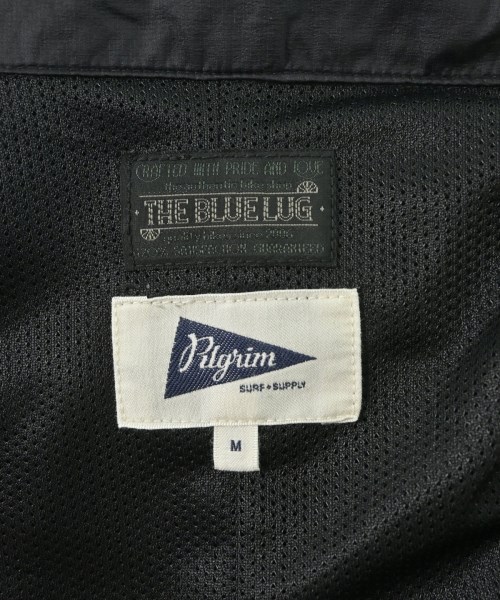 CRAFTED WITH PRIDE AND LOVE
the authentic bike shop
THE BLUE LUG
quality bikes since 2006
120% SATISFACTION GUARANTEED
Pilgrim
SURF+SUPPLY
M